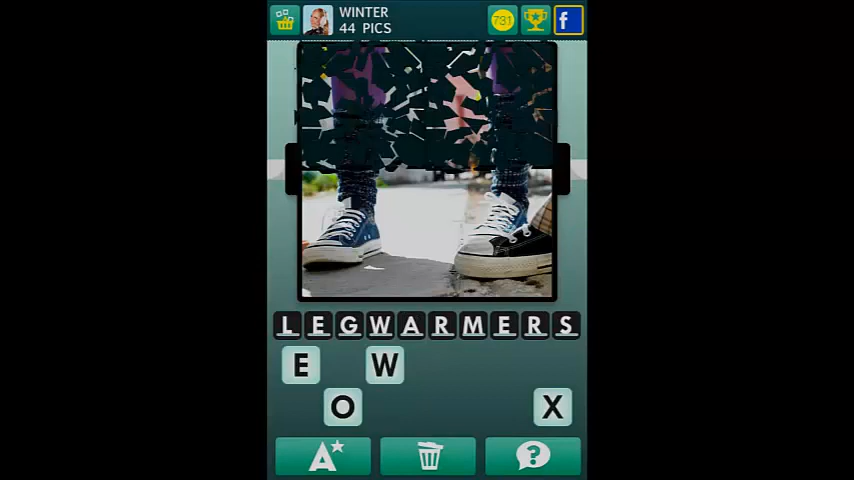 WINTER
44 PICS
731
f
LEGWARMERS
E W
O X
A
?